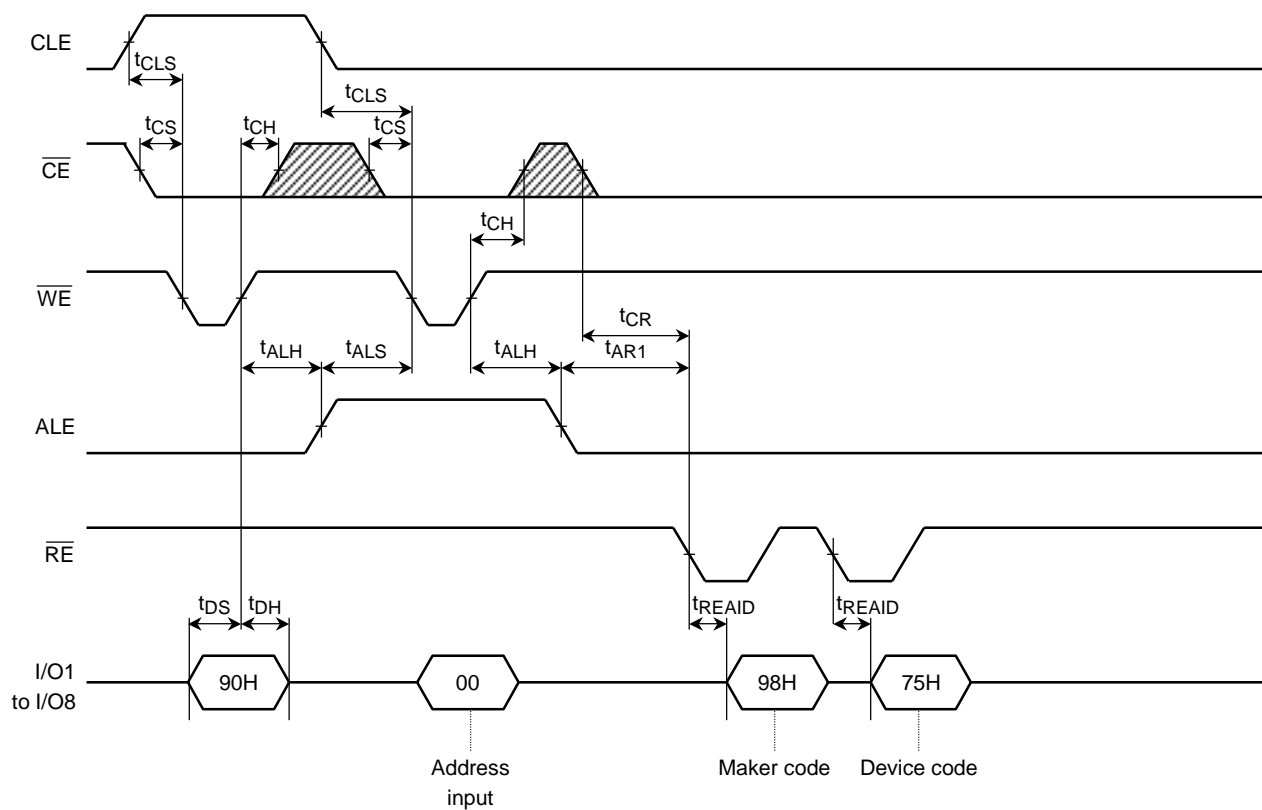 CLE
tCLS
tCLS
tCS
tCH
tCS
CE
tCH
WE
tCR
tALH
tALS
tALH
tAR1
ALE
RE
tDS
tDH
tREAID
tREAID
I/O1
to I/O8
90H
00
98H
75H
Address
input
Maker code
Device code